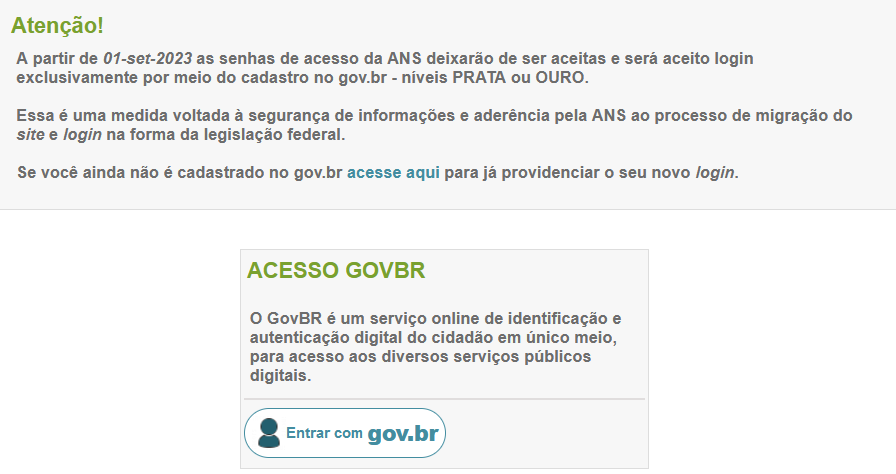 Atenção!
A partir de 01-set-2023 as senhas de acesso da ANS deixarão de ser aceitas e será aceito login
exclusivamente por meio do cadastro no gov.br - níveis PRATA ou OURO.
Essa é uma medida voltada à segurança de informações e aderência pela ANS ao processo de migração do
site e login na forma da legislação federal.
Se você ainda não é cadastrado no gov.br acesse aqui para já providenciar o seu novo login.
ACESSO GOVBR
O GovBR é um serviço online de identificação e
autenticação digital do cidadão em único meio,
para acesso aos diversos serviços públicos
digitais.
Entrar com gov.br